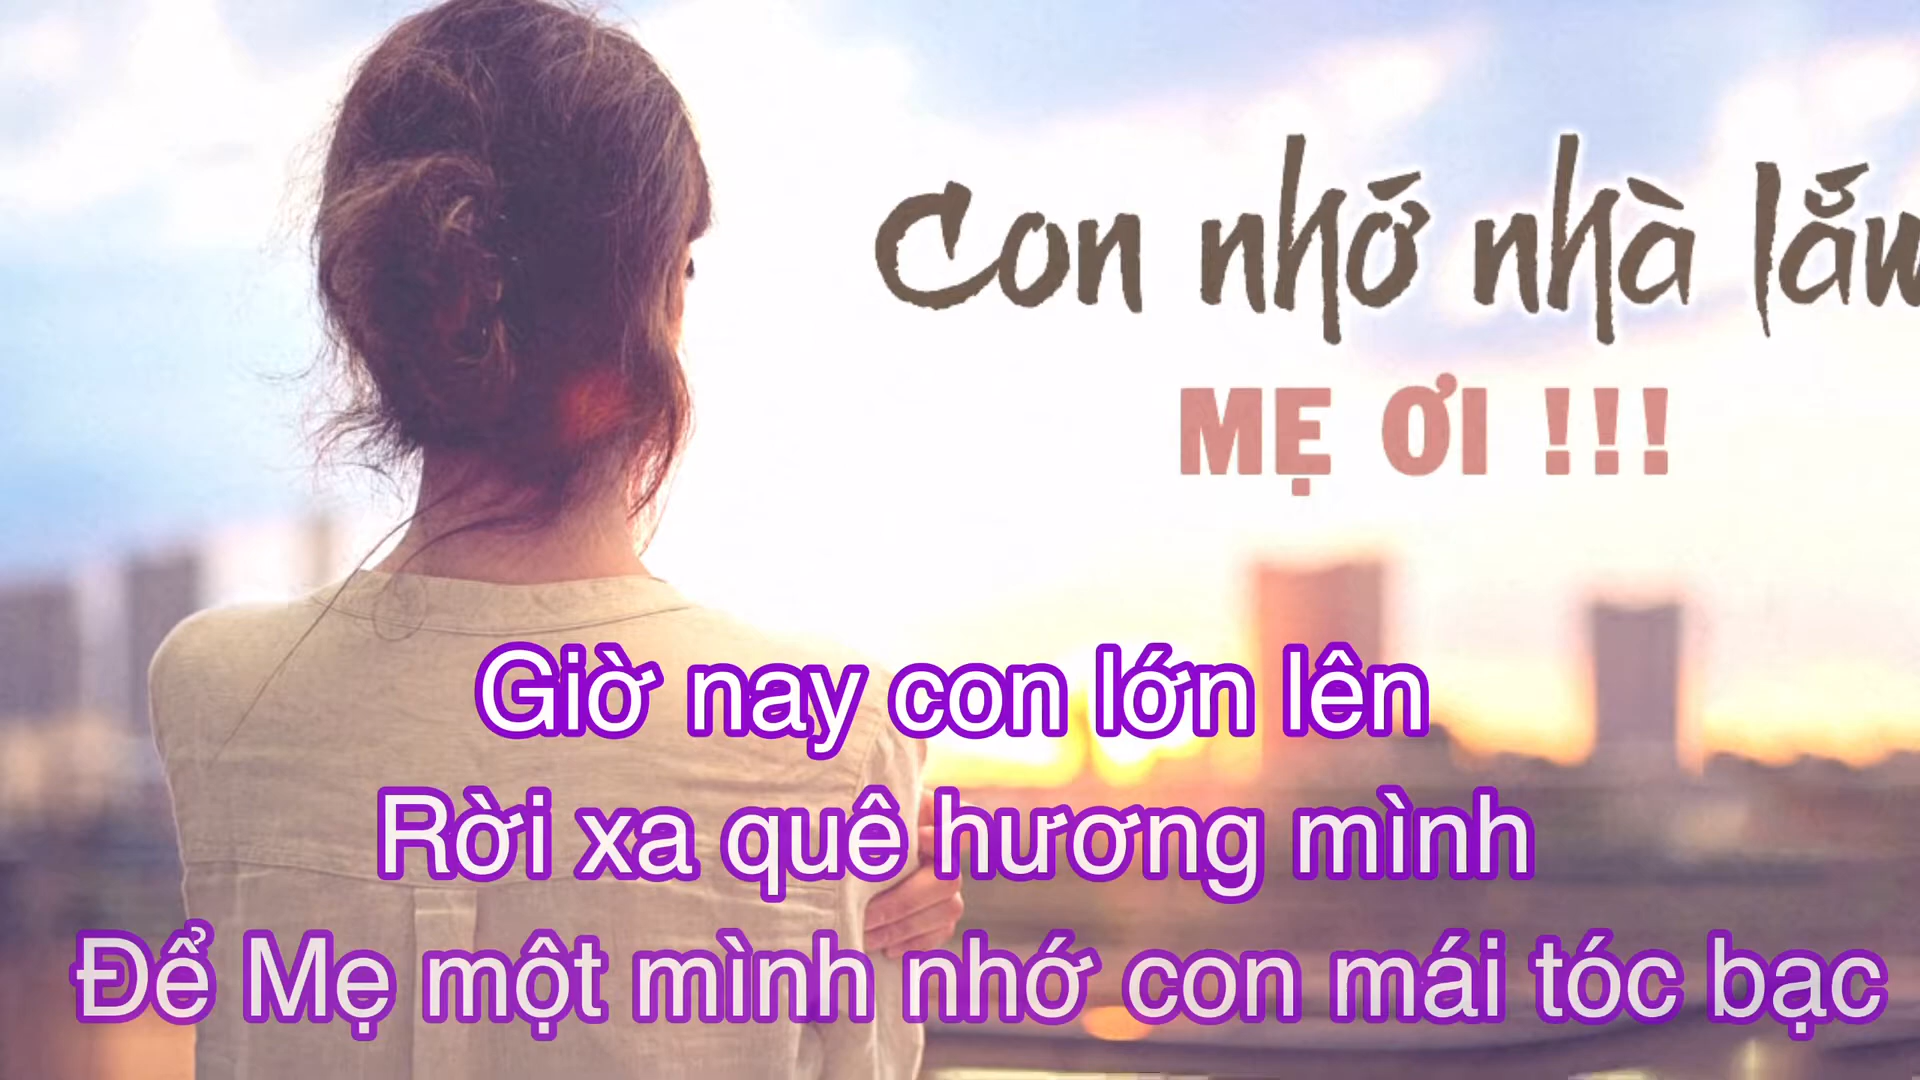 Con nhớ nhà lắm
MẸ ƠI !!!
Giờ nay con lớn lên
Rời xa quê hương mình
Để Mẹ một mình nhớ con mái tóc bạc